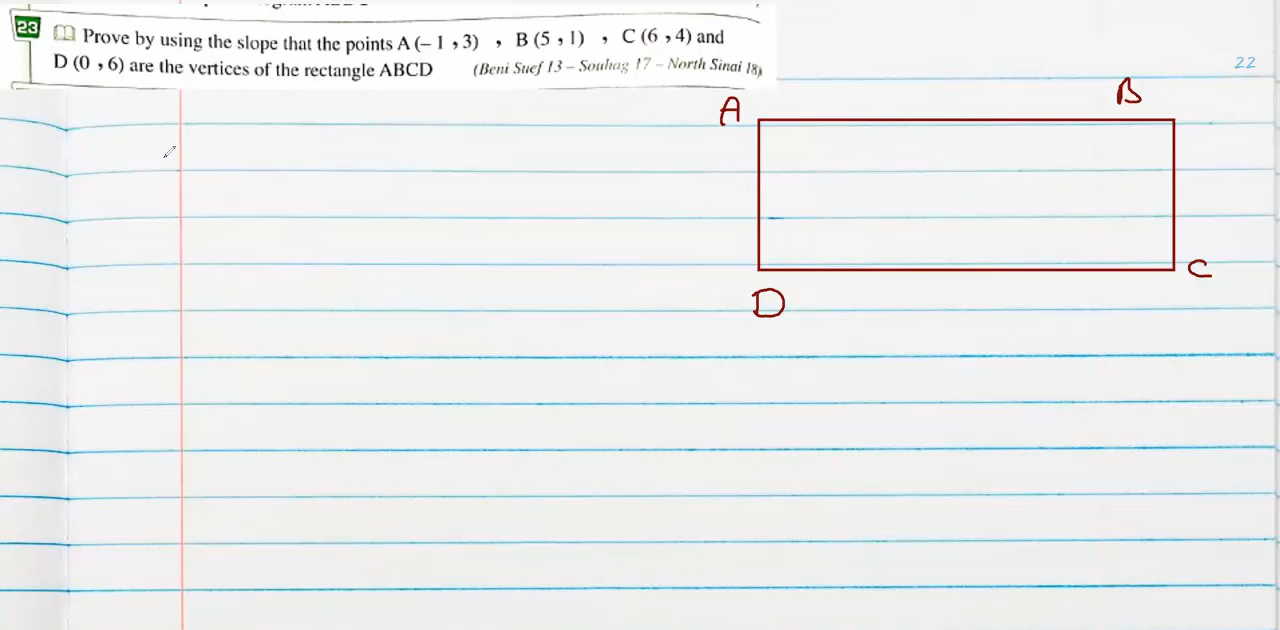 23 Prove by using the slope that the points A (– 1 , 3) , B (5 , 1) , C (6 , 4) and
D (0 , 6) are the vertices of the rectangle ABCD (Beni Suef 13 – Souhag 17 – North Sinai 18)
22
A B
D C